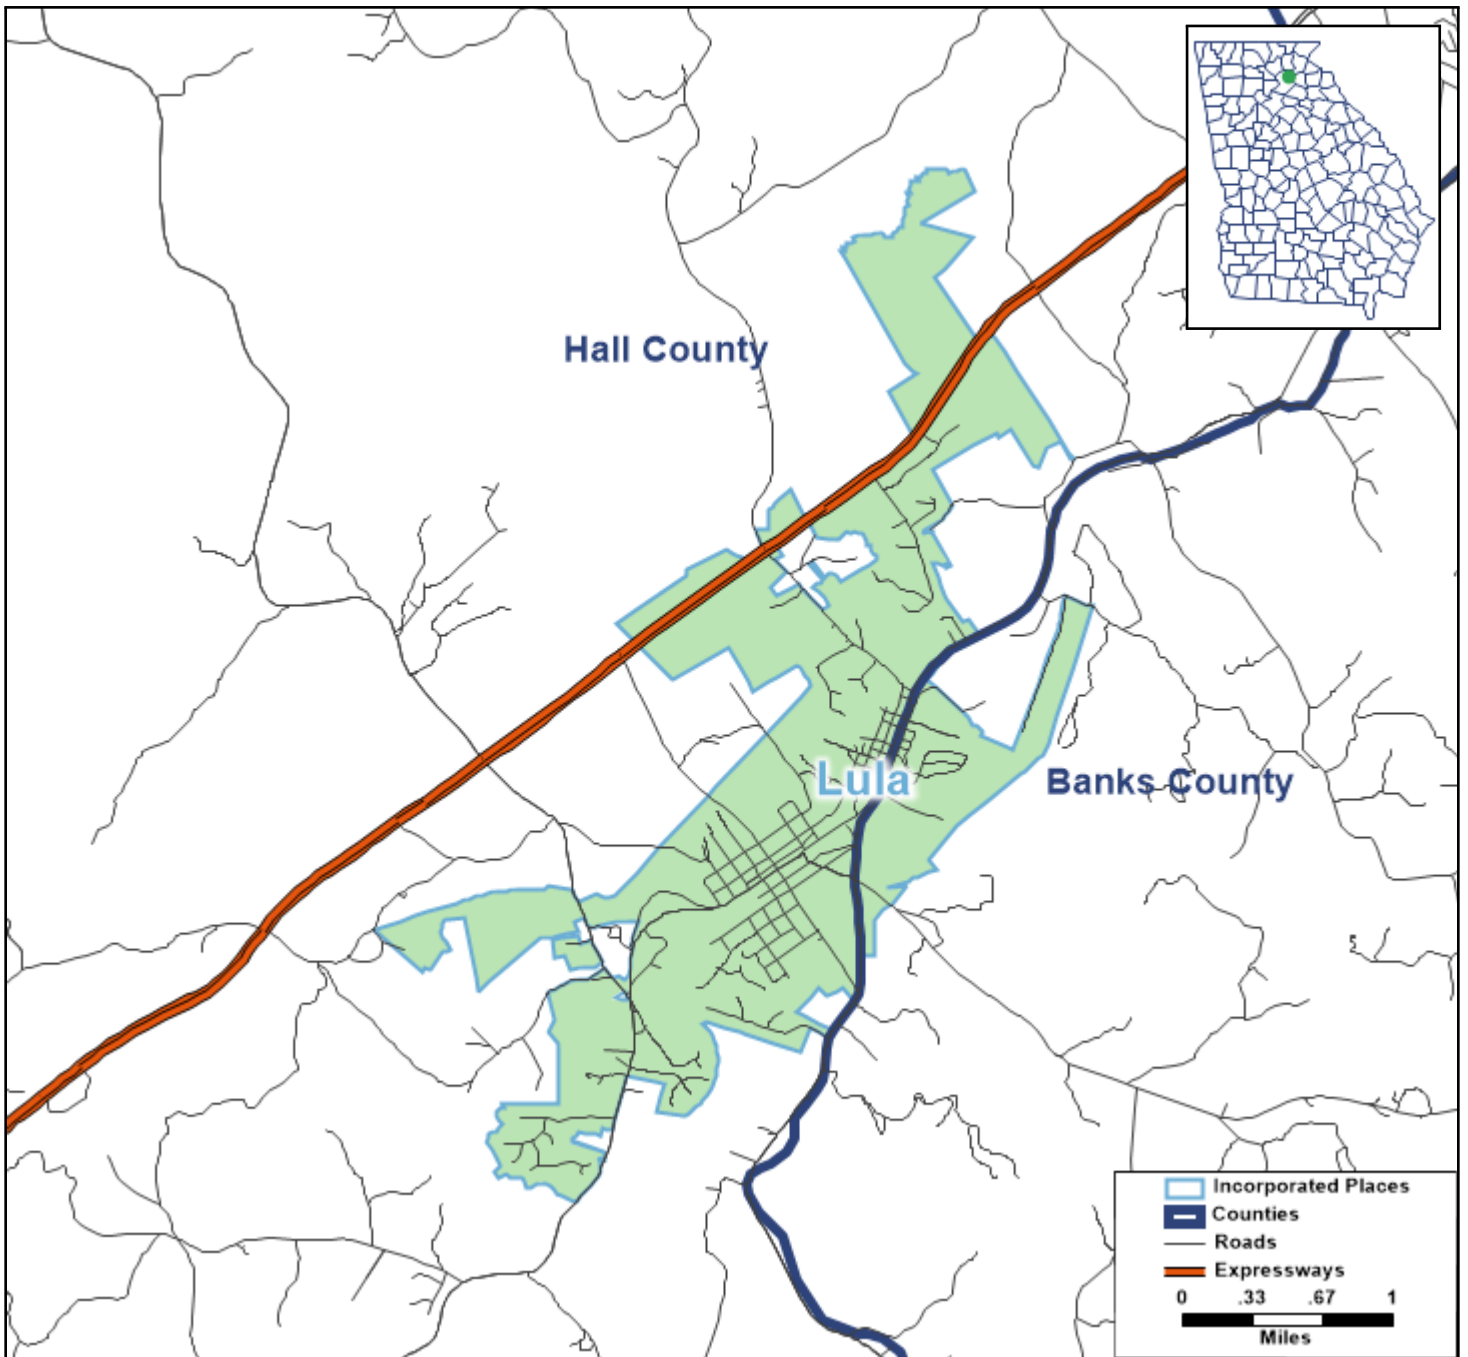 Hall County
Lula
Banks County
Incorporated Places
Counties
Roads
Expressways
0 .33 .67 1
Miles